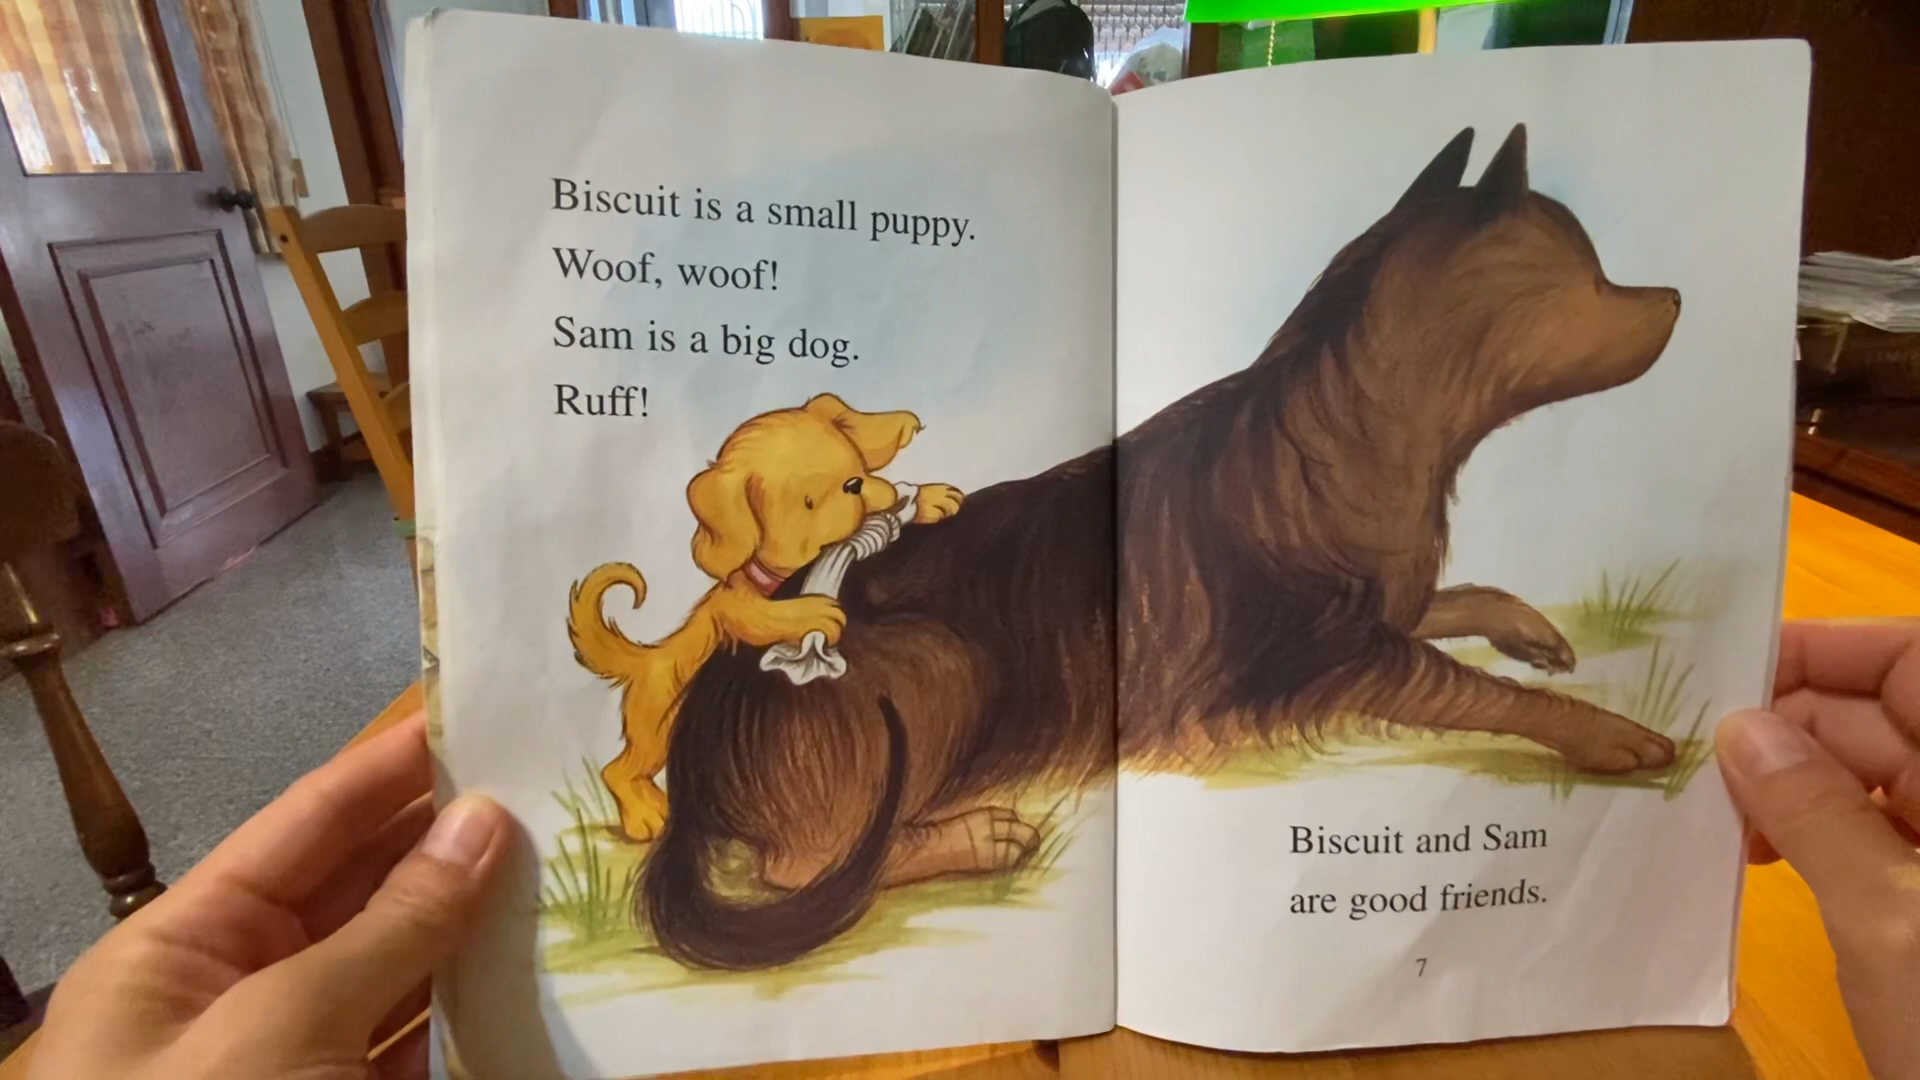 Biscuit is a small puppy.
Woof, woof!
Sam is a big dog.
Ruff!
Biscuit and Sam
are good friends.
7